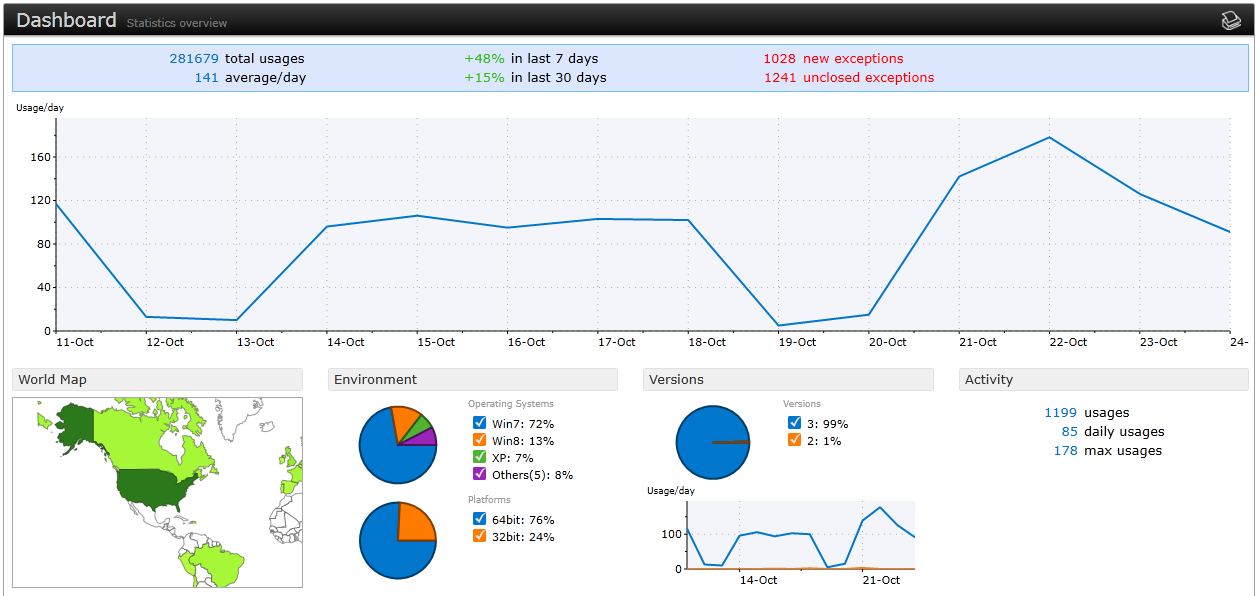 Dashboard Statistics overview
281679 total usages +48% in last 7 days 1028 new exceptions
141 average/day +15% in last 30 days 1241 unclosed exceptions
Usage/day
160
120
80
40
0
11-Oct 12-Oct 13-Oct 14-Oct 15-Oct 16-Oct 17-Oct 18-Oct 19-Oct 20-Oct 21-Oct 22-Oct 23-Oct 24-
World Map
Environment
Operating Systems
Win7: 72%
Win8: 13%
XP: 7%
Others(5): 8%
Platforms
64bit: 76%
32bit: 24%
Versions
Versions
3: 99%
2: 1%
Usage/day
100
0
14-Oct 21-Oct
Activity
1199 usages
85 daily usages
178 max usages